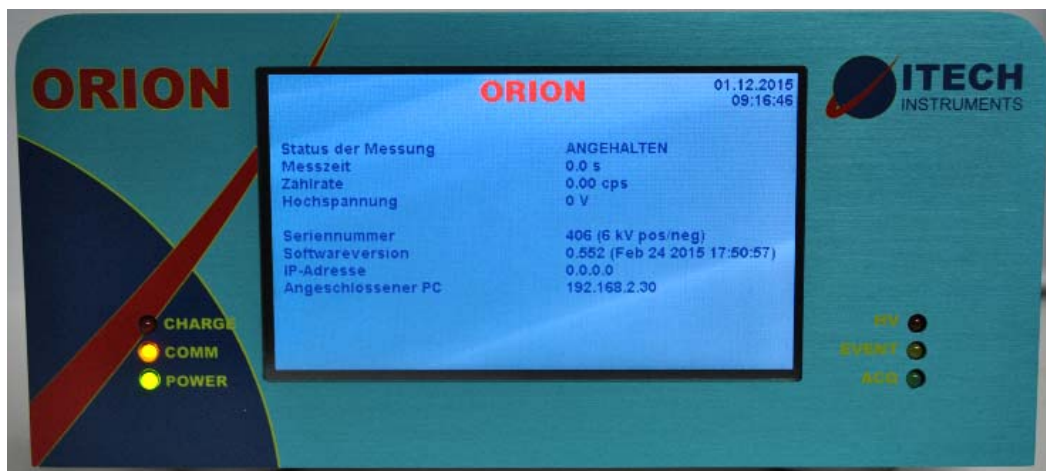 ORION
ORION
01.12.2015
09:16:46
ITECH
INSTRUMENTS
Status der Messung ANGEHALTEN
Messzeit 0.0 s
Zählrate 0.00 cps
Hochspannung 0 V
Seriennummer 406 (6 kV pos/neg)
Softwareversion 0.552 (Feb 24 2015 17:50:57)
IP-Adresse 0.0.0.0
Angeschlossener PC 192.168.2.30
CHARGE
COMM
POWER
HV
EVENT
ACQ